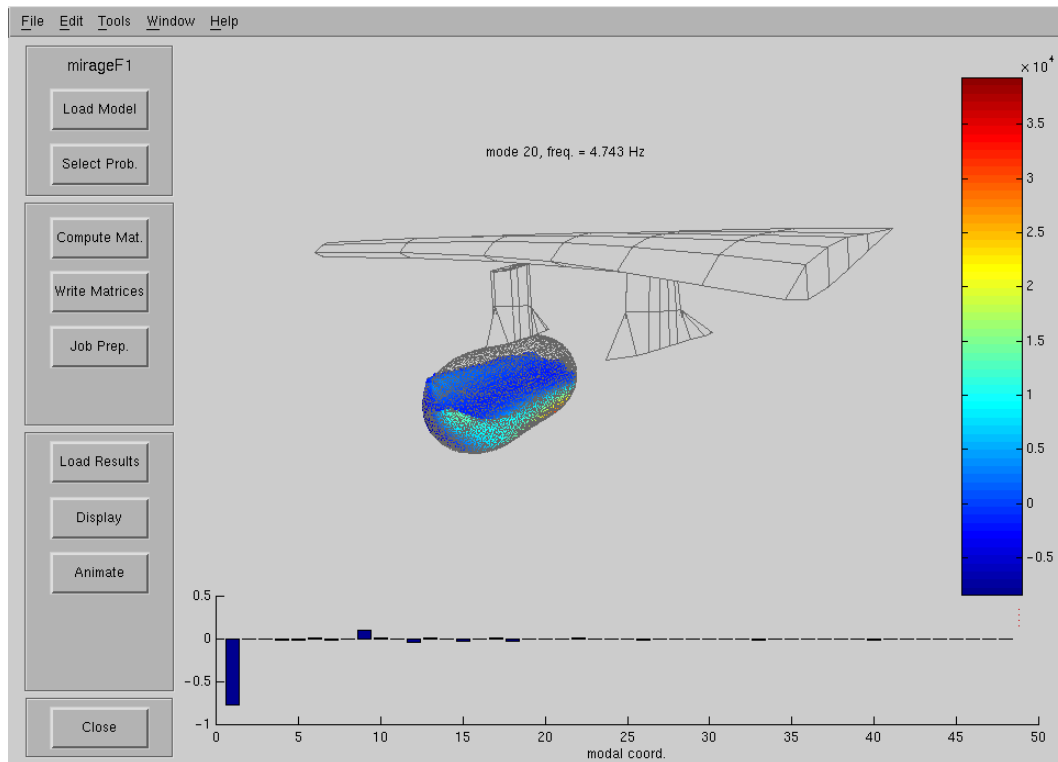 File Edit Tools Window Help
mirageF1
Load Model
Select Prob.
Compute Mat.
Write Matrices
Job Prep.
Load Results
Display
Animate
Close
mode 20, freq. = 4.743 Hz
× 10^4
3.5
3
2.5
2
1.5
1
0.5
0
-0.5
0.5
0
-0.5
-1
0 5 10 15 20 25 30 35 40 45 50
modal coord.